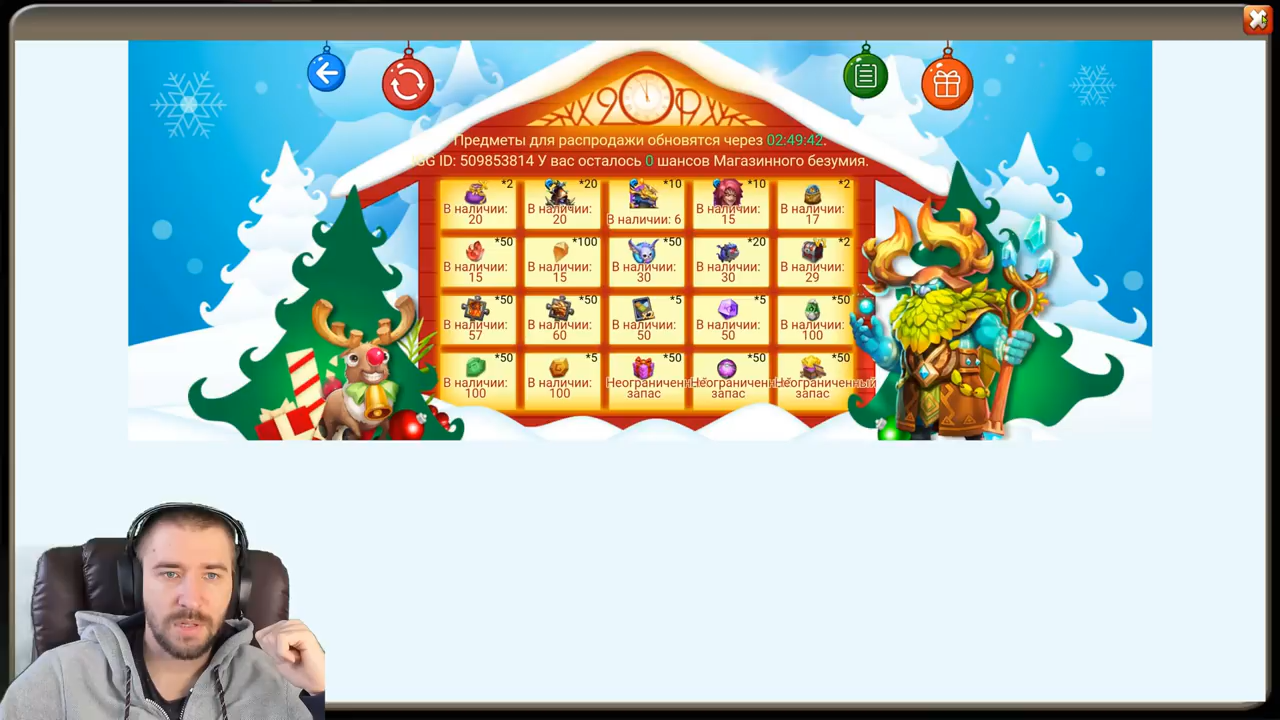 2019
Предметы для распродажи обновятся через 02:49:42.
IGG ID: 509853814 У вас осталось 0 шансов Магазинного безумия.
*2 *20 *10 *10 *2
В наличии: В наличии: В наличии: 6 В наличии: В наличии:
20 20 15 17
*50 *100 *50 *20 *2
В наличии: В наличии: В наличии: В наличии: В наличии:
15 15 30 30 29
*50 *50 *5 *5 *50
В наличии: В наличии: В наличии: В наличии: В наличии:
57 60 50 50 100
*50 *5 *50 *50 *50
В наличии: В наличии: Неограниченный Неограниченный Неограниченный
100 100 запас запас запас